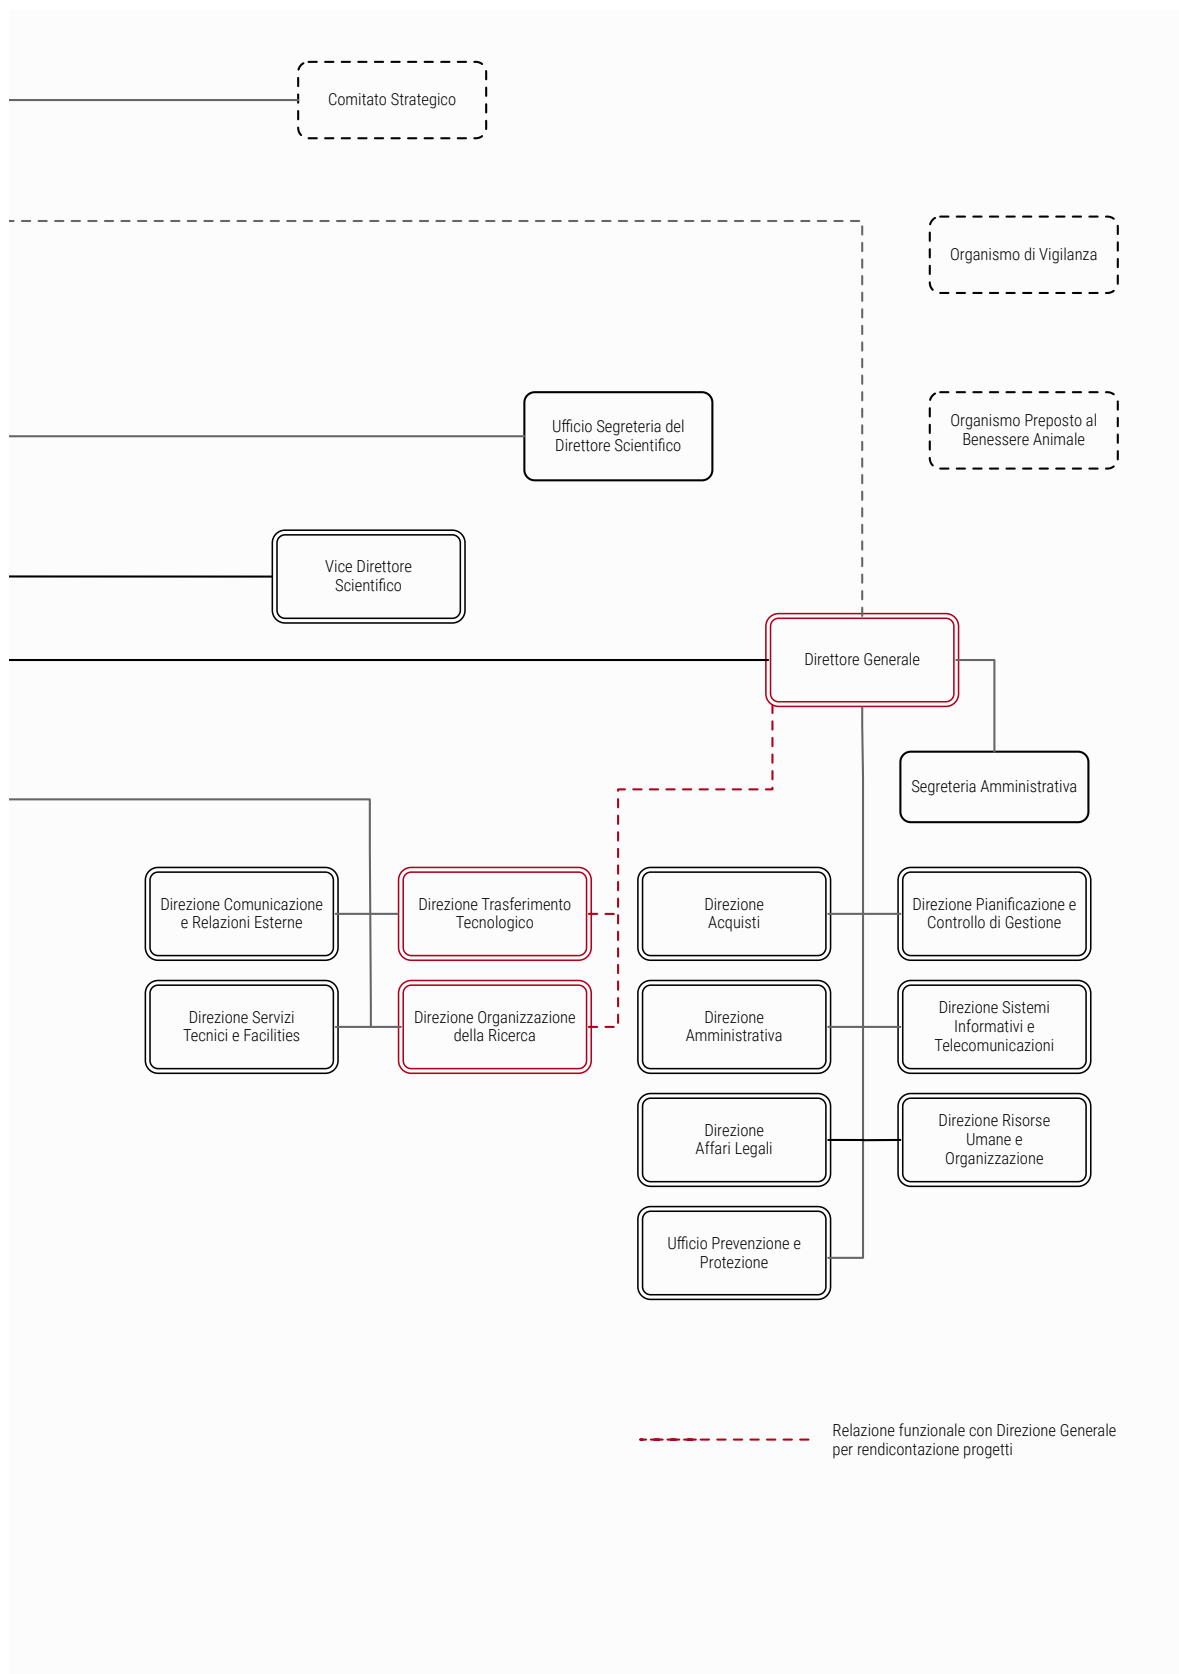 Comitato Strategico
Organismo di Vigilanza
Ufficio Segreteria del
Direttore Scientifico
Organismo Preposto al
Benessere Animale
Vice Direttore
Scientifico
Direttore Generale
Segreteria Amministrativa
Direzione Comunicazione
e Relazioni Esterne
Direzione Trasferimento
Tecnologico
Direzione
Acquisti
Direzione Pianificazione e
Controllo di Gestione
Direzione Servizi
Tecnici e Facilities
Direzione Organizzazione
della Ricerca
Direzione
Amministrativa
Direzione Sistemi
Informativi e
Telecomunicazioni
Direzione
Affari Legali
Direzione Risorse
Umane e
Organizzazione
Ufficio Prevenzione e
Protezione
Relazione funzionale con Direzione Generale
per rendicontazione progetti